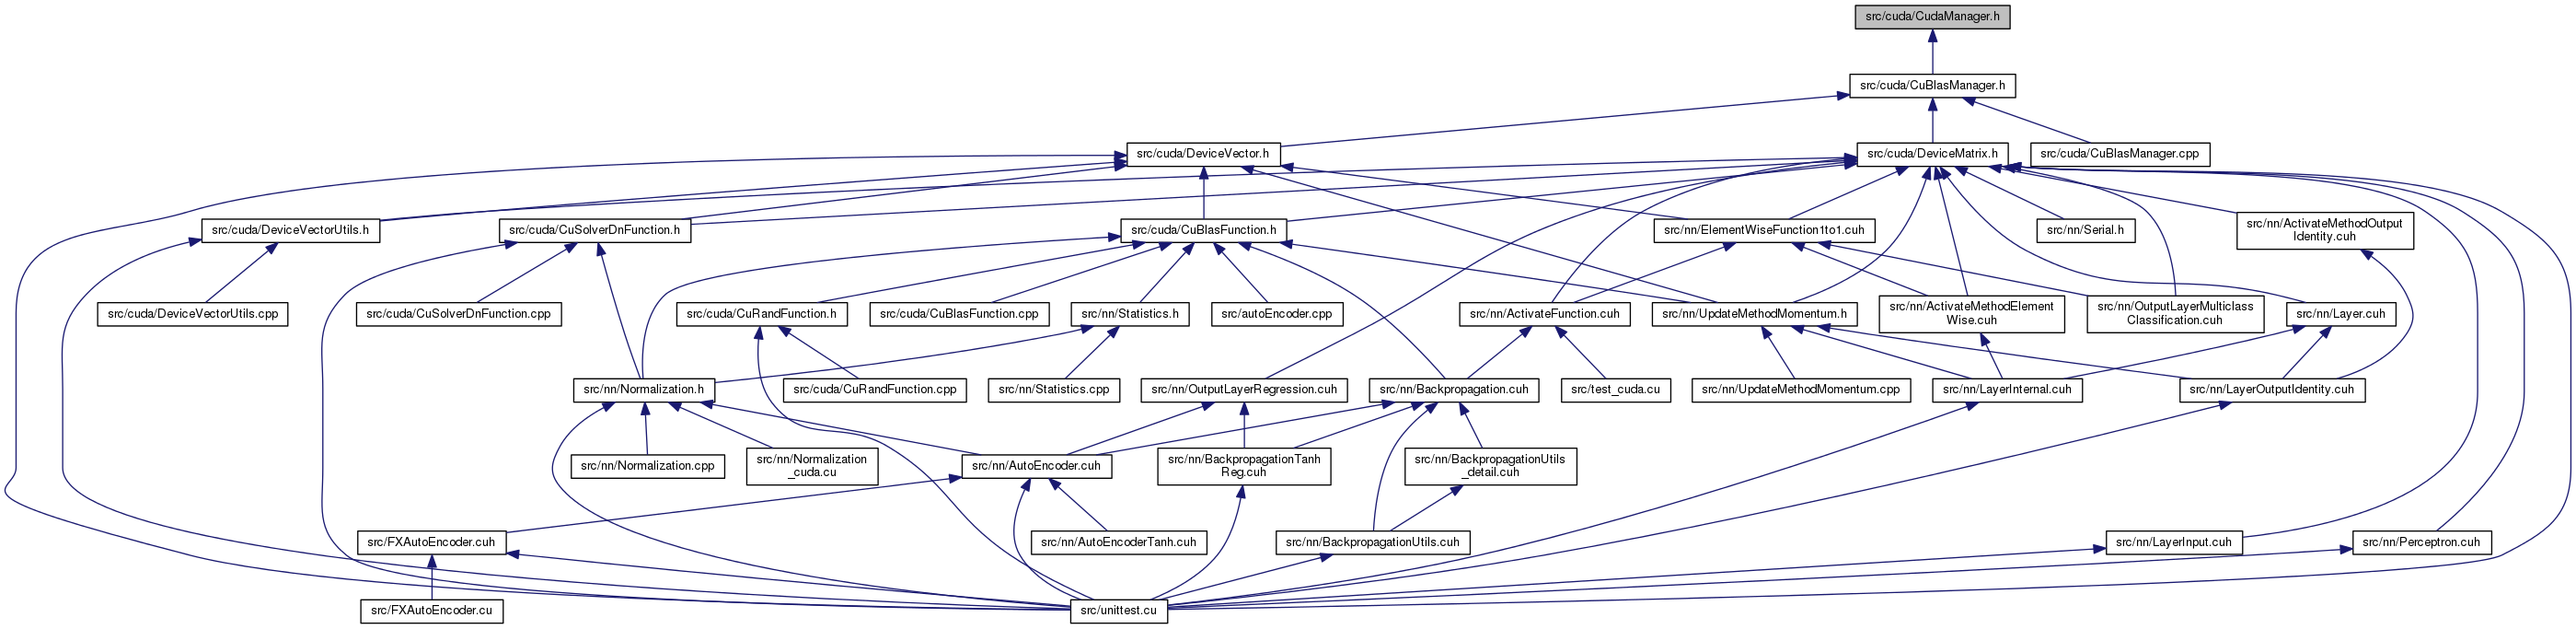 src/cuda/CudaManager.h
src/cuda/CuBlasManager.h
src/cuda/DeviceVector.h
src/cuda/DeviceMatrix.h
src/cuda/CuBlasManager.cpp
src/cuda/DeviceVectorUtils.h
src/cuda/CuSolverDnFunction.h
src/cuda/CuBlasFunction.h
src/nn/ElementWiseFunction1to1.cuh
src/nn/Serial.h
src/nn/ActivateMethodOutput
Identity.cuh
src/cuda/DeviceVectorUtils.cpp
src/cuda/CuSolverDnFunction.cpp
src/cuda/CuRandFunction.h
src/cuda/CuBlasFunction.cpp
src/nn/Statistics.h
src/autoEncoder.cpp
src/nn/ActivateFunction.cuh
src/nn/UpdateMethodMomentum.h
src/nn/ActivateMethodElement
Wise.cuh
src/nn/OutputLayerMulticlass
Classification.cuh
src/nn/Layer.cuh
src/nn/Normalization.h
src/cuda/CuRandFunction.cpp
src/nn/Statistics.cpp
src/nn/OutputLayerRegression.cuh
src/nn/Backpropagation.cuh
src/test_cuda.cu
src/nn/UpdateMethodMomentum.cpp
src/nn/LayerInternal.cuh
src/nn/LayerOutputIdentity.cuh
src/nn/Normalization.cpp
src/nn/Normalization
_cuda.cu
src/nn/AutoEncoder.cuh
src/nn/BackpropagationTanh
Reg.cuh
src/nn/BackpropagationUtils
_detail.cuh
src/FXAutoEncoder.cuh
src/nn/AutoEncoderTanh.cuh
src/nn/BackpropagationUtils.cuh
src/nn/LayerInput.cuh
src/nn/Perceptron.cuh
src/FXAutoEncoder.cu
src/unittest.cu